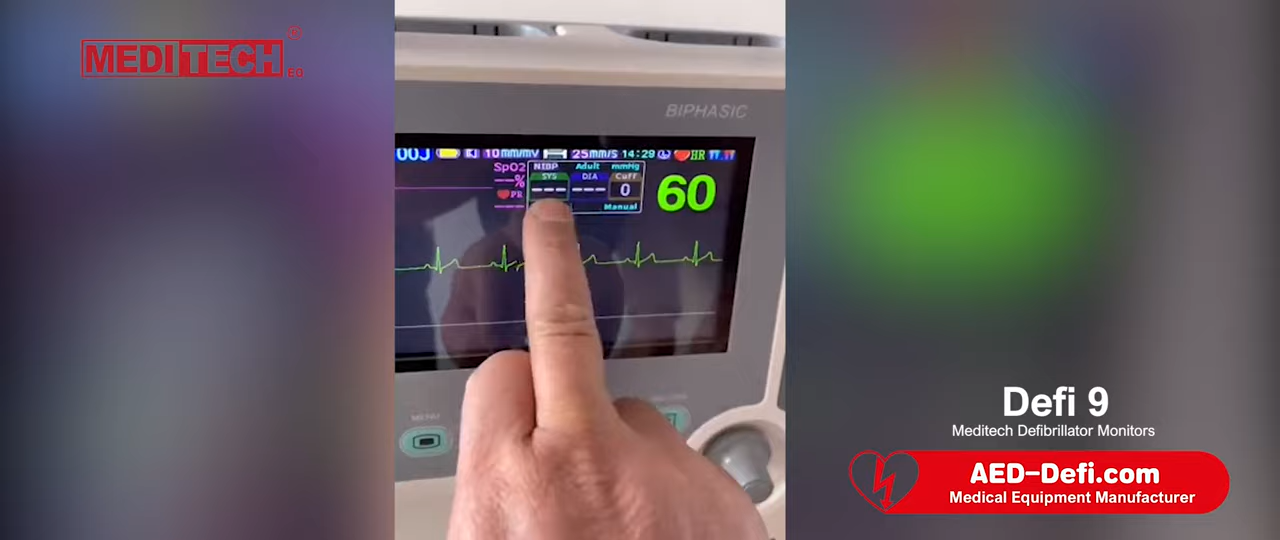 MEDITECH®
EQ
BIPHASIC
00J 10mm/mV 25mm/s 14:29 HR
SpO2
--%
PR
---
NIBP Adult mmHg
SYS DIA Cuff
--- --- 0
Manual
60
MENU
Defi 9
Meditech Defibrillator Monitors
AED-Defi.com
Medical Equipment Manufacturer